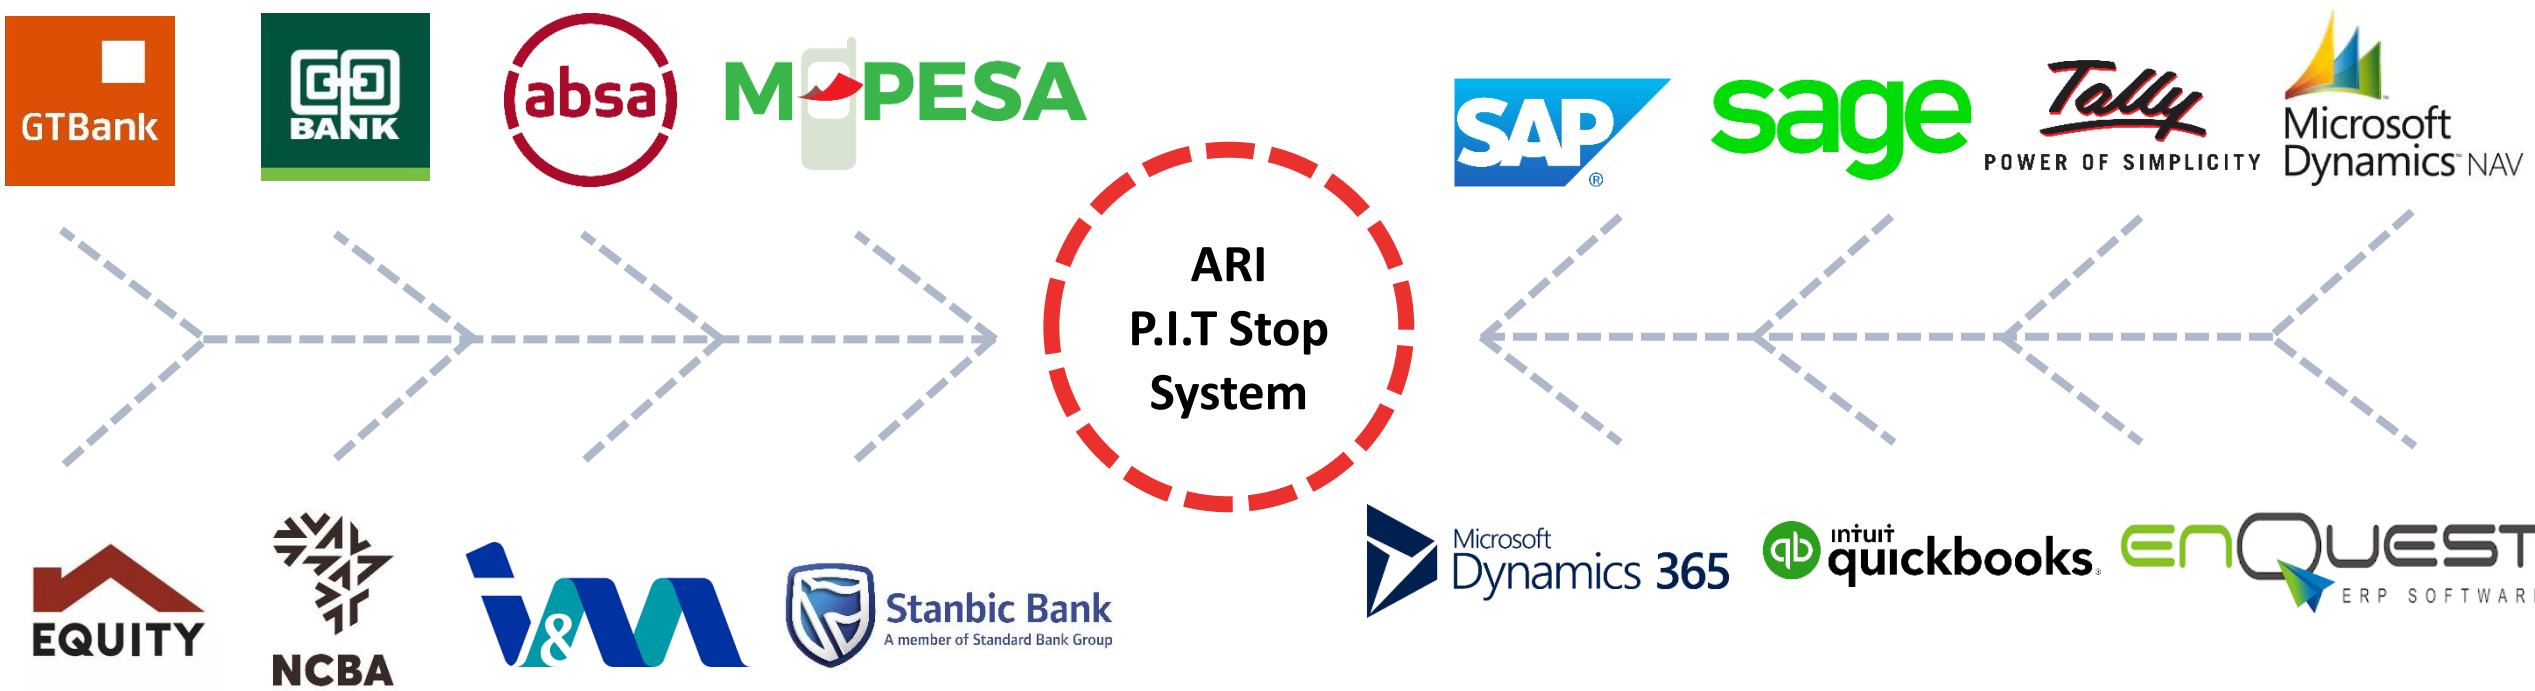 GTBank
BANK
absa
M PESA
SAP
®
sage
Tally
POWER OF SIMPLICITY
Microsoft
Dynamics NAV
ARI
P.I.T Stop
System
EQUITY
NCBA
i&m
Stanbic Bank
A member of Standard Bank Group
Microsoft
Dynamics 365
qb
intuit
quickbooks.
enQUEST
ERP SOFTWAR